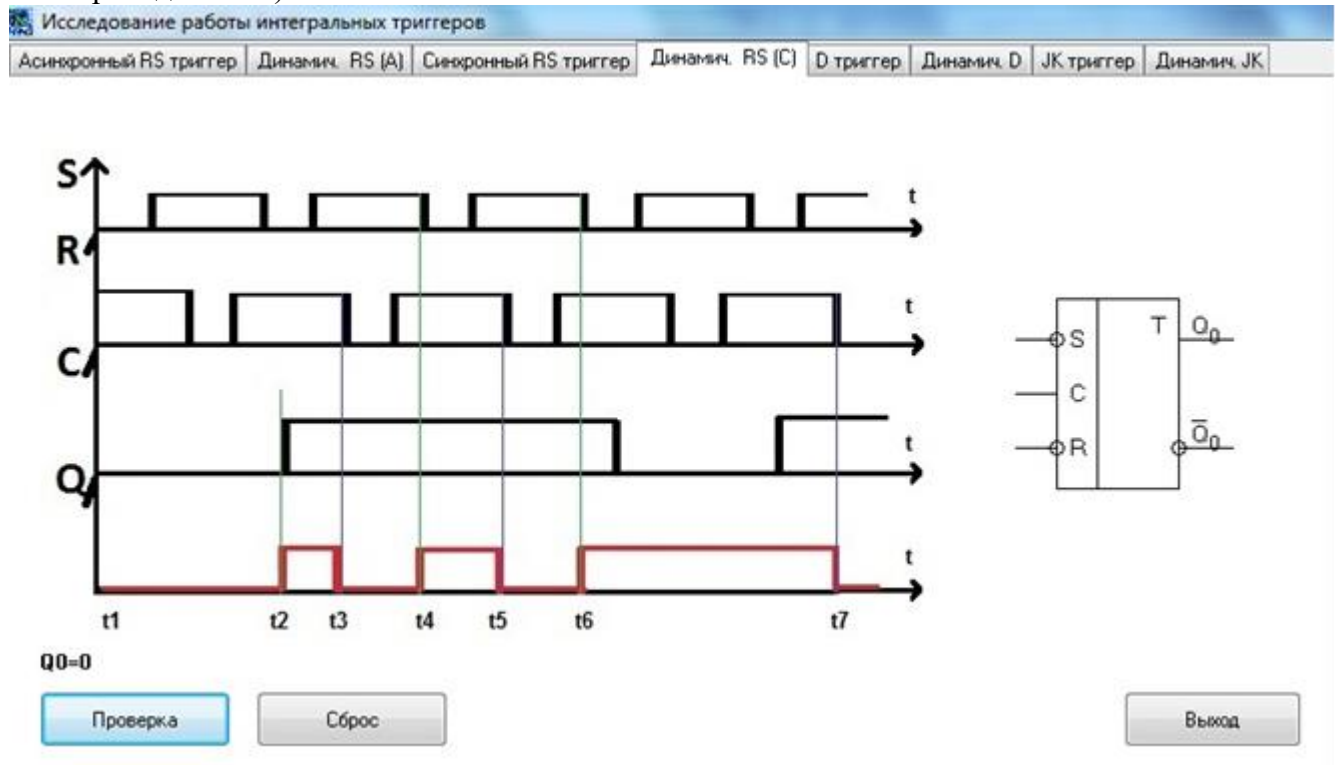 Исследование работы интегральных триггеров
Асинхронный RS триггер Динамич. RS (A) Синхронный RS триггер Динамич. RS (C) D триггер Динамич. D JK триггер Динамич. JK
S
t
R
t
C
t
Q
t
t1 t2 t3 t4 t5 t6 t7
S T Q0
C
R Q̅0
Q0=0
Проверка Сброс Выход